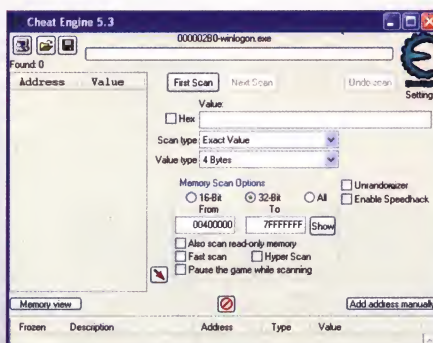 Cheat Engine 5.3
000002B0-winlogon.exe
Found: 0
Address Value
First Scan Next Scan Undo scan
Setting
Value:
Hex
Scan type Exact Value
Value type 4 Bytes
Memory Scan Options
16-Bit 32-Bit All
From To
00400000 7FFFFFFF Show
Unrandomizer
Enable Speedhack
Also scan read-only memory
Fast scan Hyper Scan
Pause the game while scanning
Memory view Add address manually
Frozen Description Address Type Value